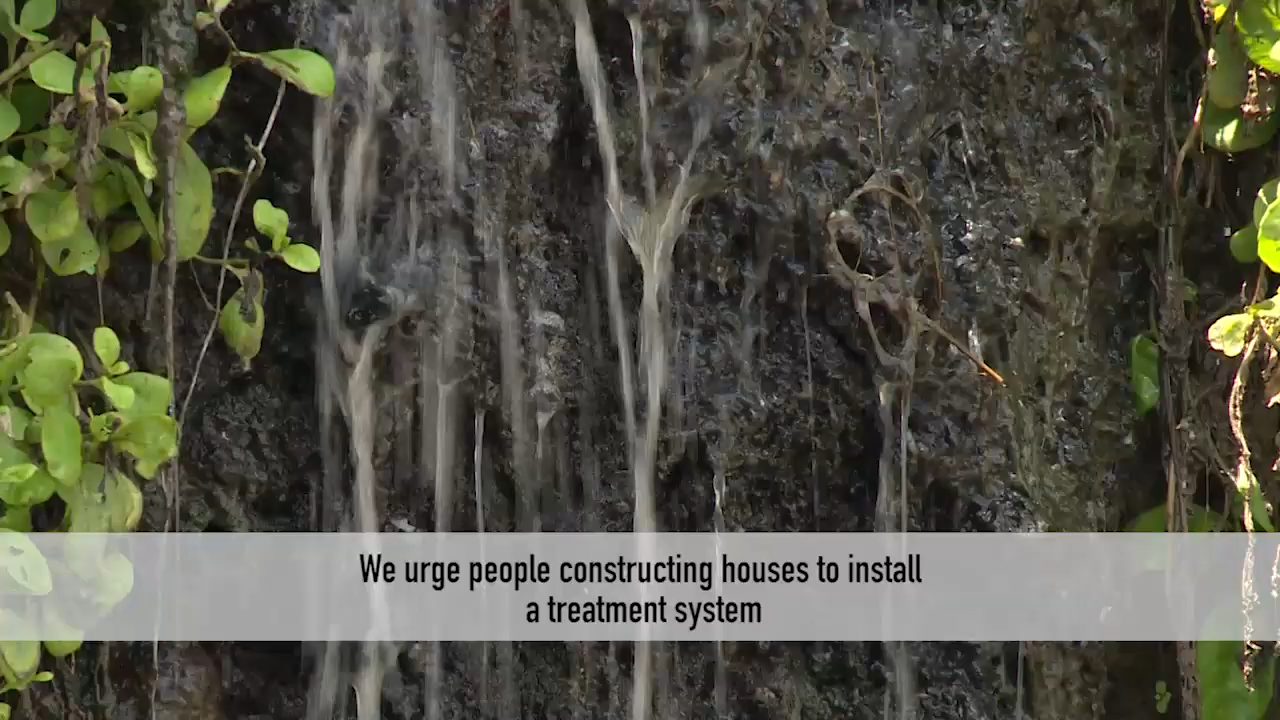 We urge people constructing houses to install
a treatment system